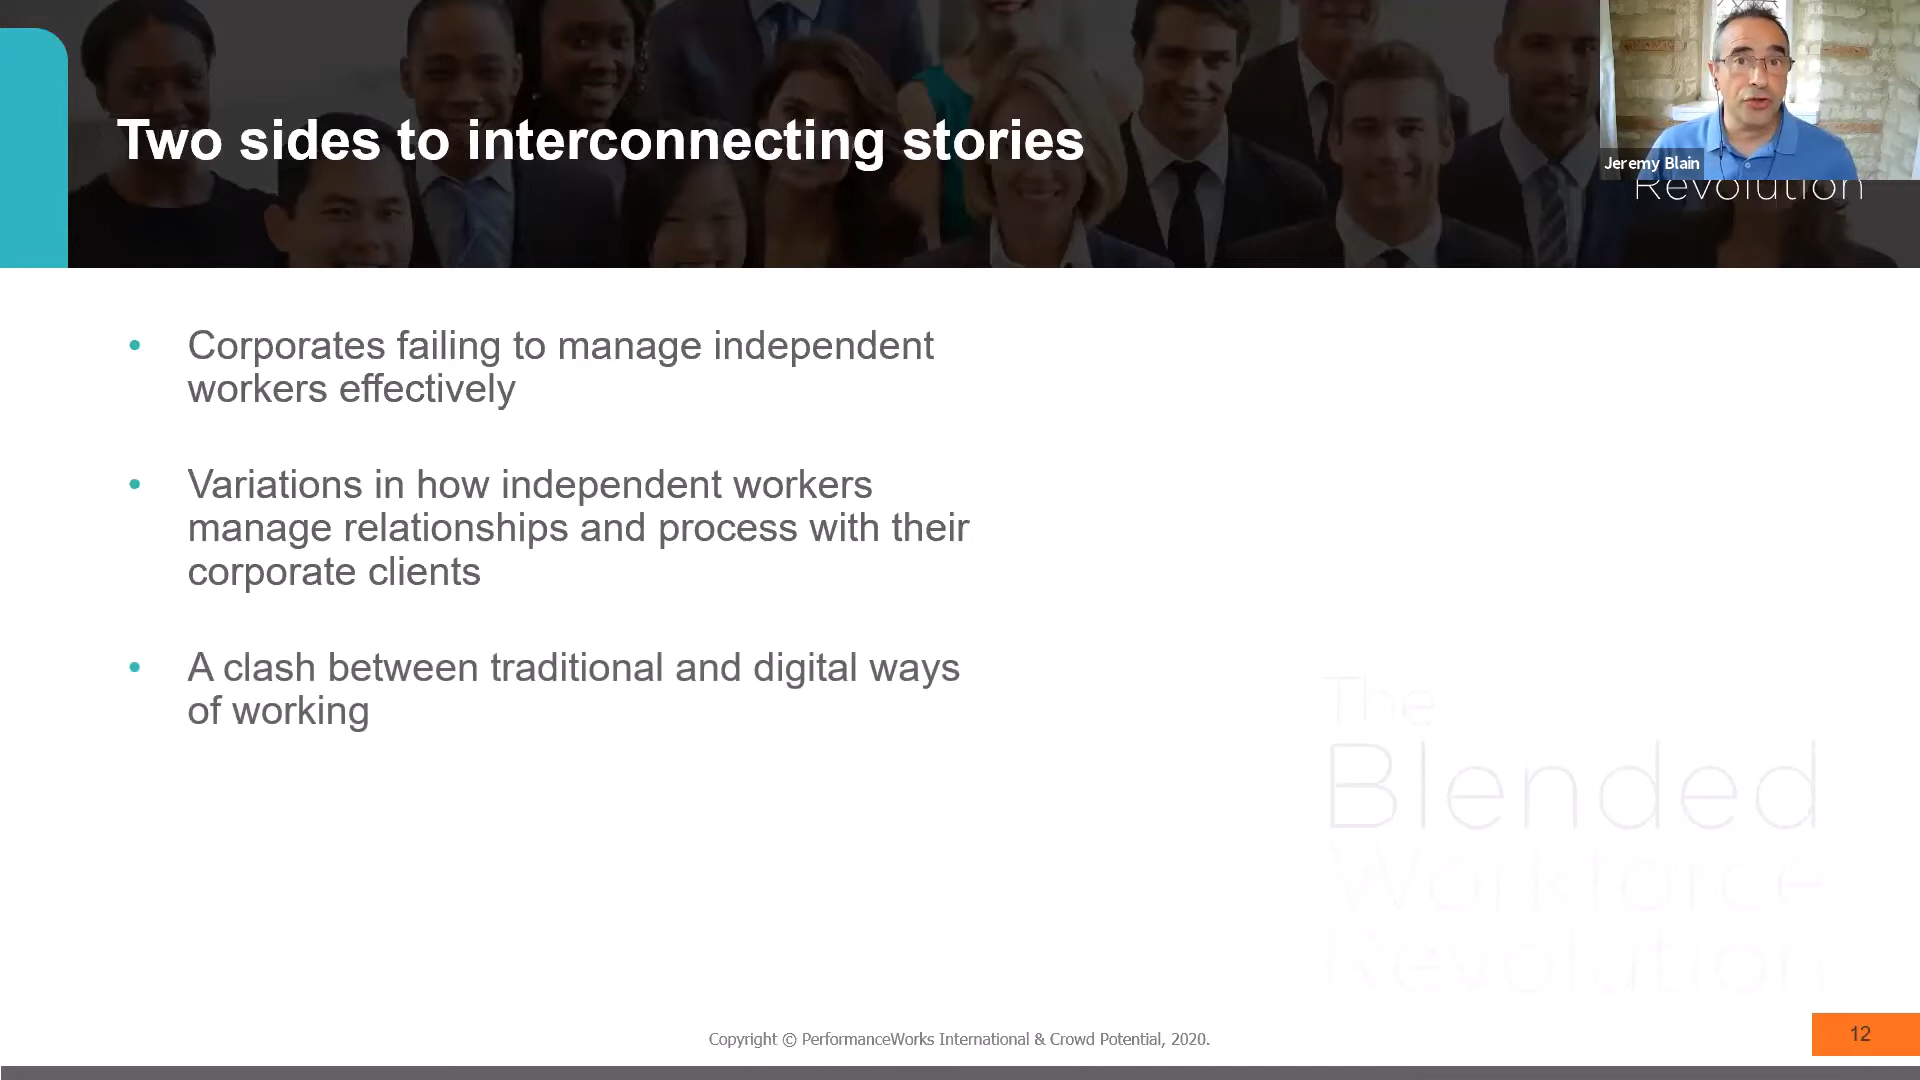 Two sides to interconnecting stories
Jeremy Blain
Revolution
• Corporates failing to manage independent
workers effectively
• Variations in how independent workers
manage relationships and process with their
corporate clients
• A clash between traditional and digital ways
of working
The
Blended
Workforce
Revolution
Copyright © PerformanceWorks International & Crowd Potential, 2020.
12